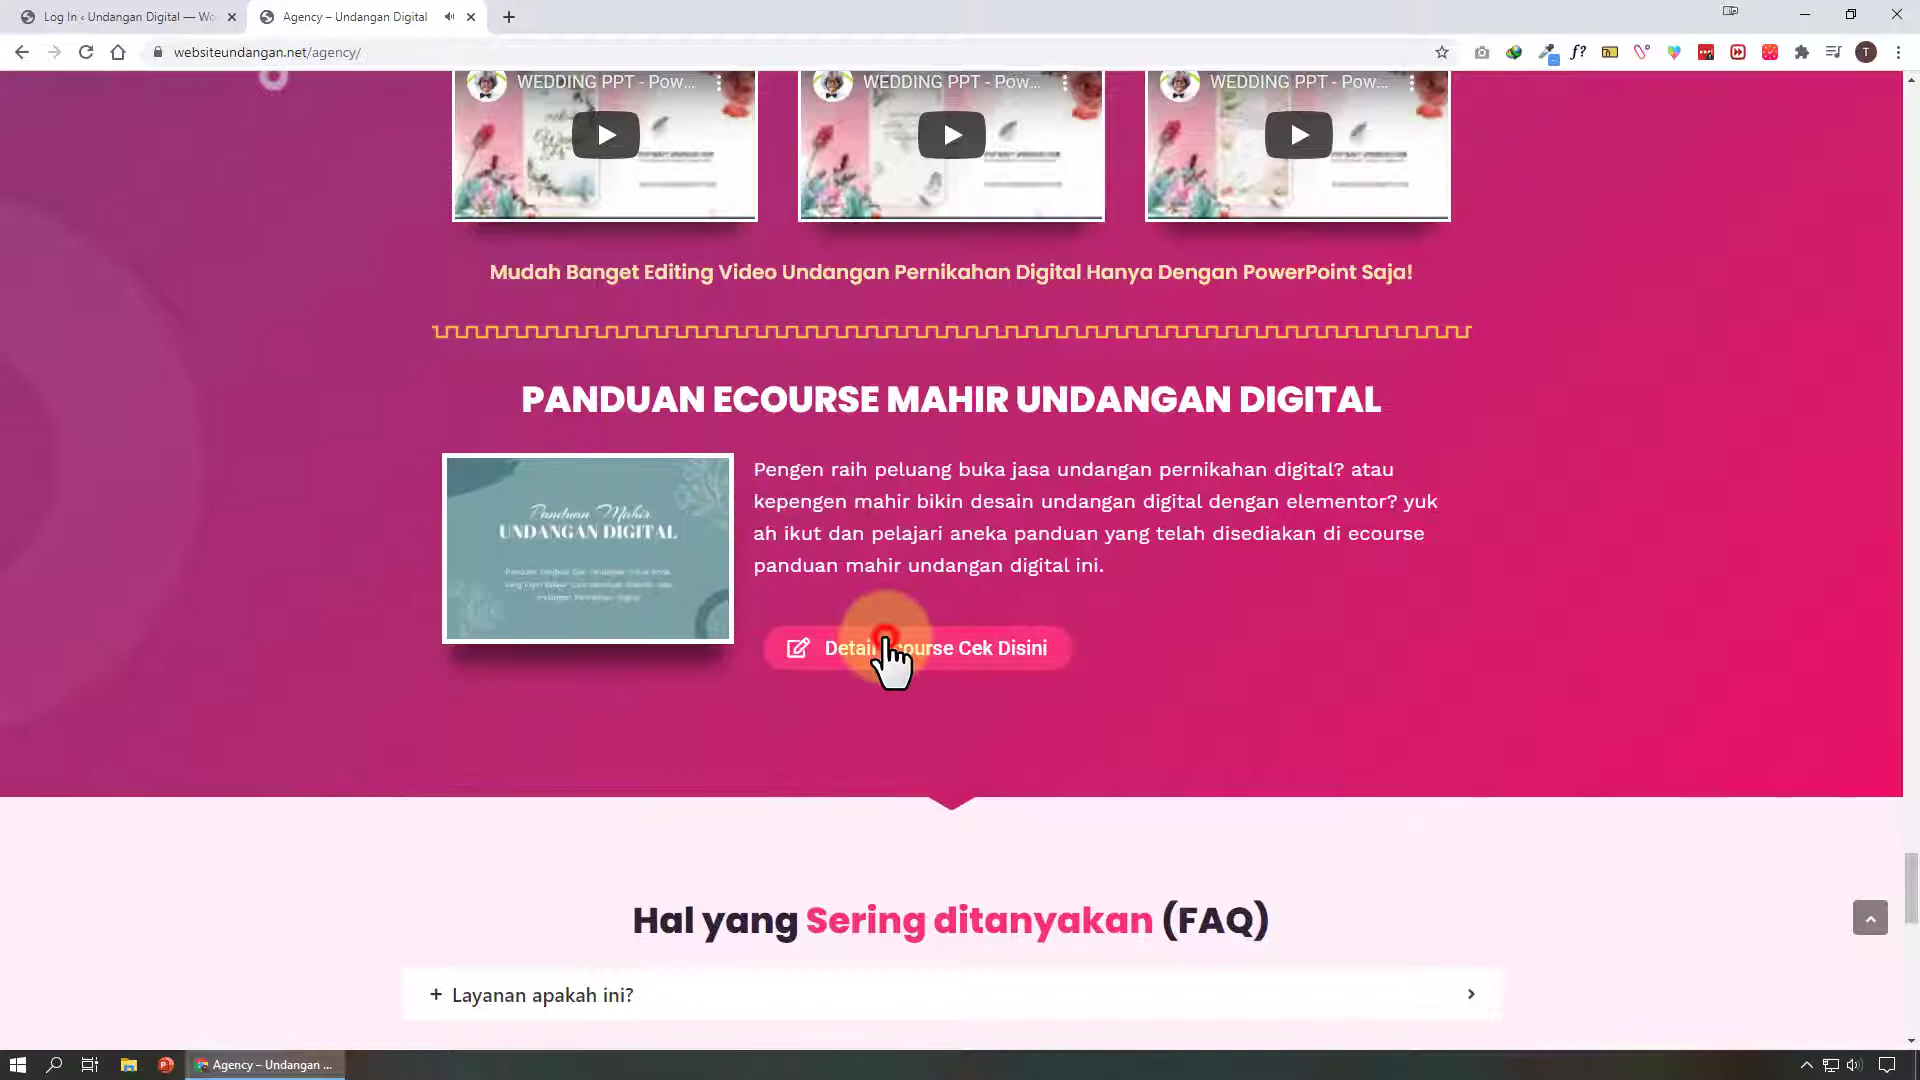 Log In ‹ Undangan Digital — Wo
Agency – Undangan Digital
websiteundangan.net/agency/
WEDDING PPT - Pow...
WEDDING PPT - Pow...
WEDDING PPT - Pow...
Mudah Banget Editing Video Undangan Pernikahan Digital Hanya Dengan PowerPoint Saja!
PANDUAN ECOURSE MAHIR UNDANGAN DIGITAL
Panduan Mahir
UNDANGAN DIGITAL
Pengen raih peluang buka jasa undangan pernikahan digital? atau
kepengen mahir bikin desain undangan digital dengan elementor? yuk
ah ikut dan pelajari aneka panduan yang telah disediakan di ecourse
panduan mahir undangan digital ini.
Detail Ecourse Cek Disini
Hal yang Sering ditanyakan (FAQ)
+ Layanan apakah ini?
Agency – Undangan ...